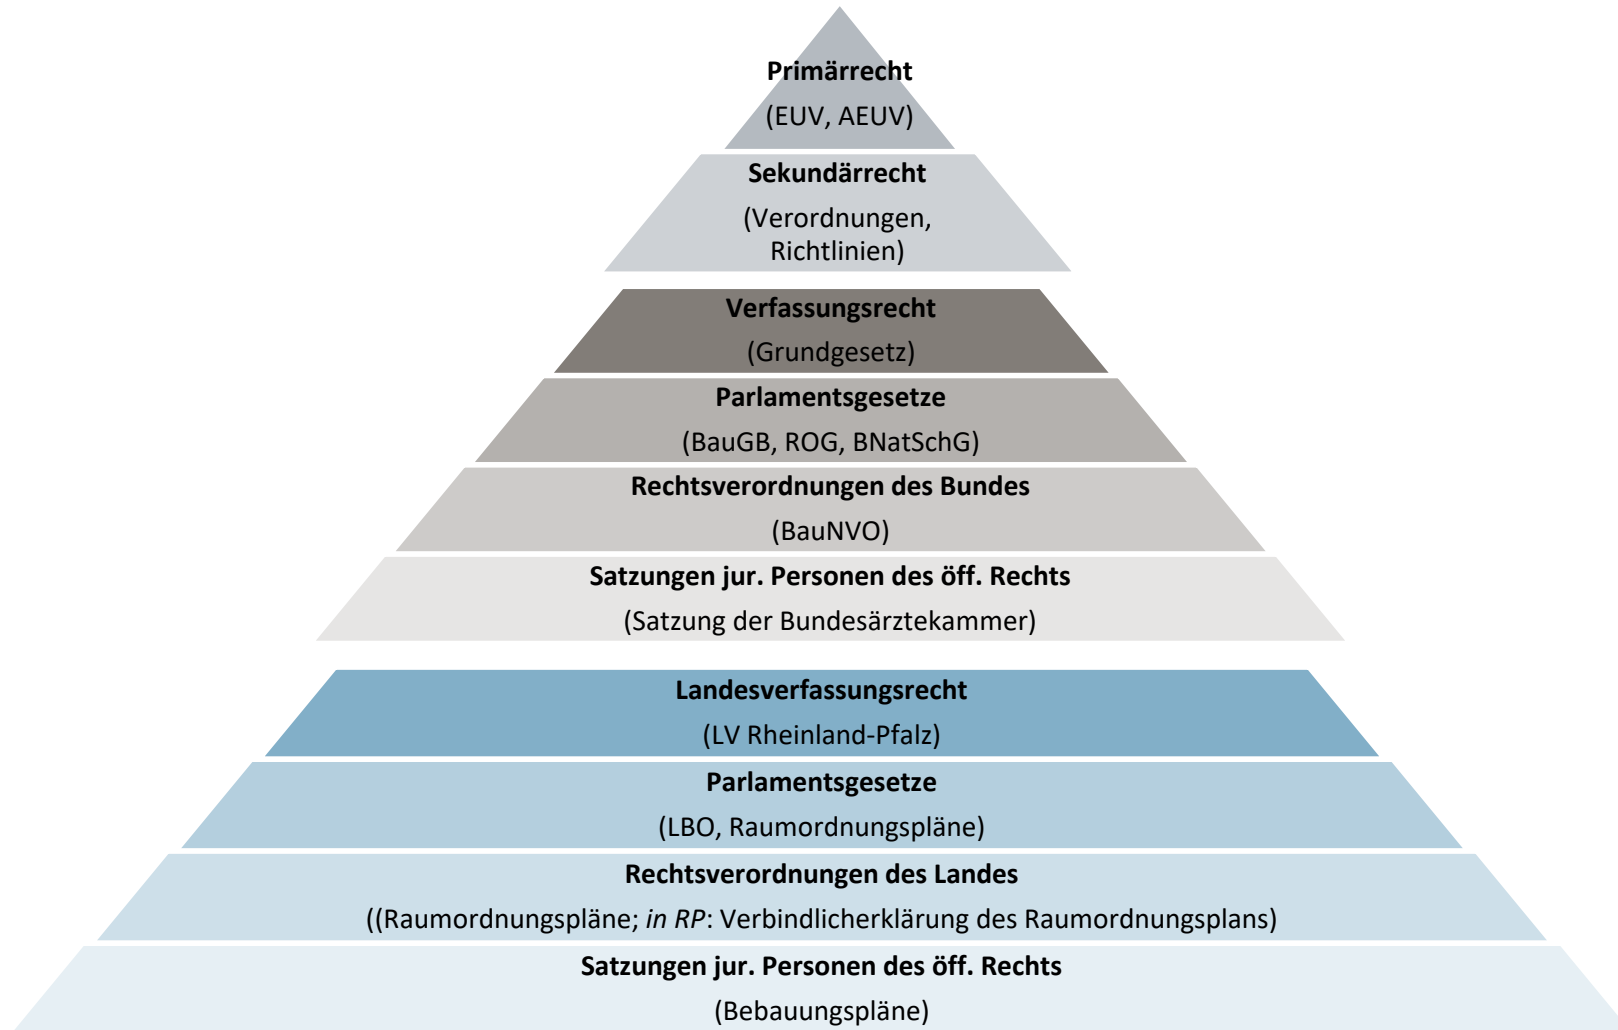 Primärrecht
(EUV, AEUV)
Sekundärrecht
(Verordnungen,
Richtlinien)
Verfassungsrecht
(Grundgesetz)
Parlamentsgesetze
(BauGB, ROG, BNatSchG)
Rechtsverordnungen des Bundes
(BauNVO)
Satzungen jur. Personen des öff. Rechts
(Satzung der Bundesärztekammer)
Landesverfassungsrecht
(LV Rheinland-Pfalz)
Parlamentsgesetze
(LBO, Raumordnungspläne)
Rechtsverordnungen des Landes
((Raumordnungspläne; in RP: Verbindlicherklärung des Raumordnungsplans)
Satzungen jur. Personen des öff. Rechts
(Bebauungspläne)